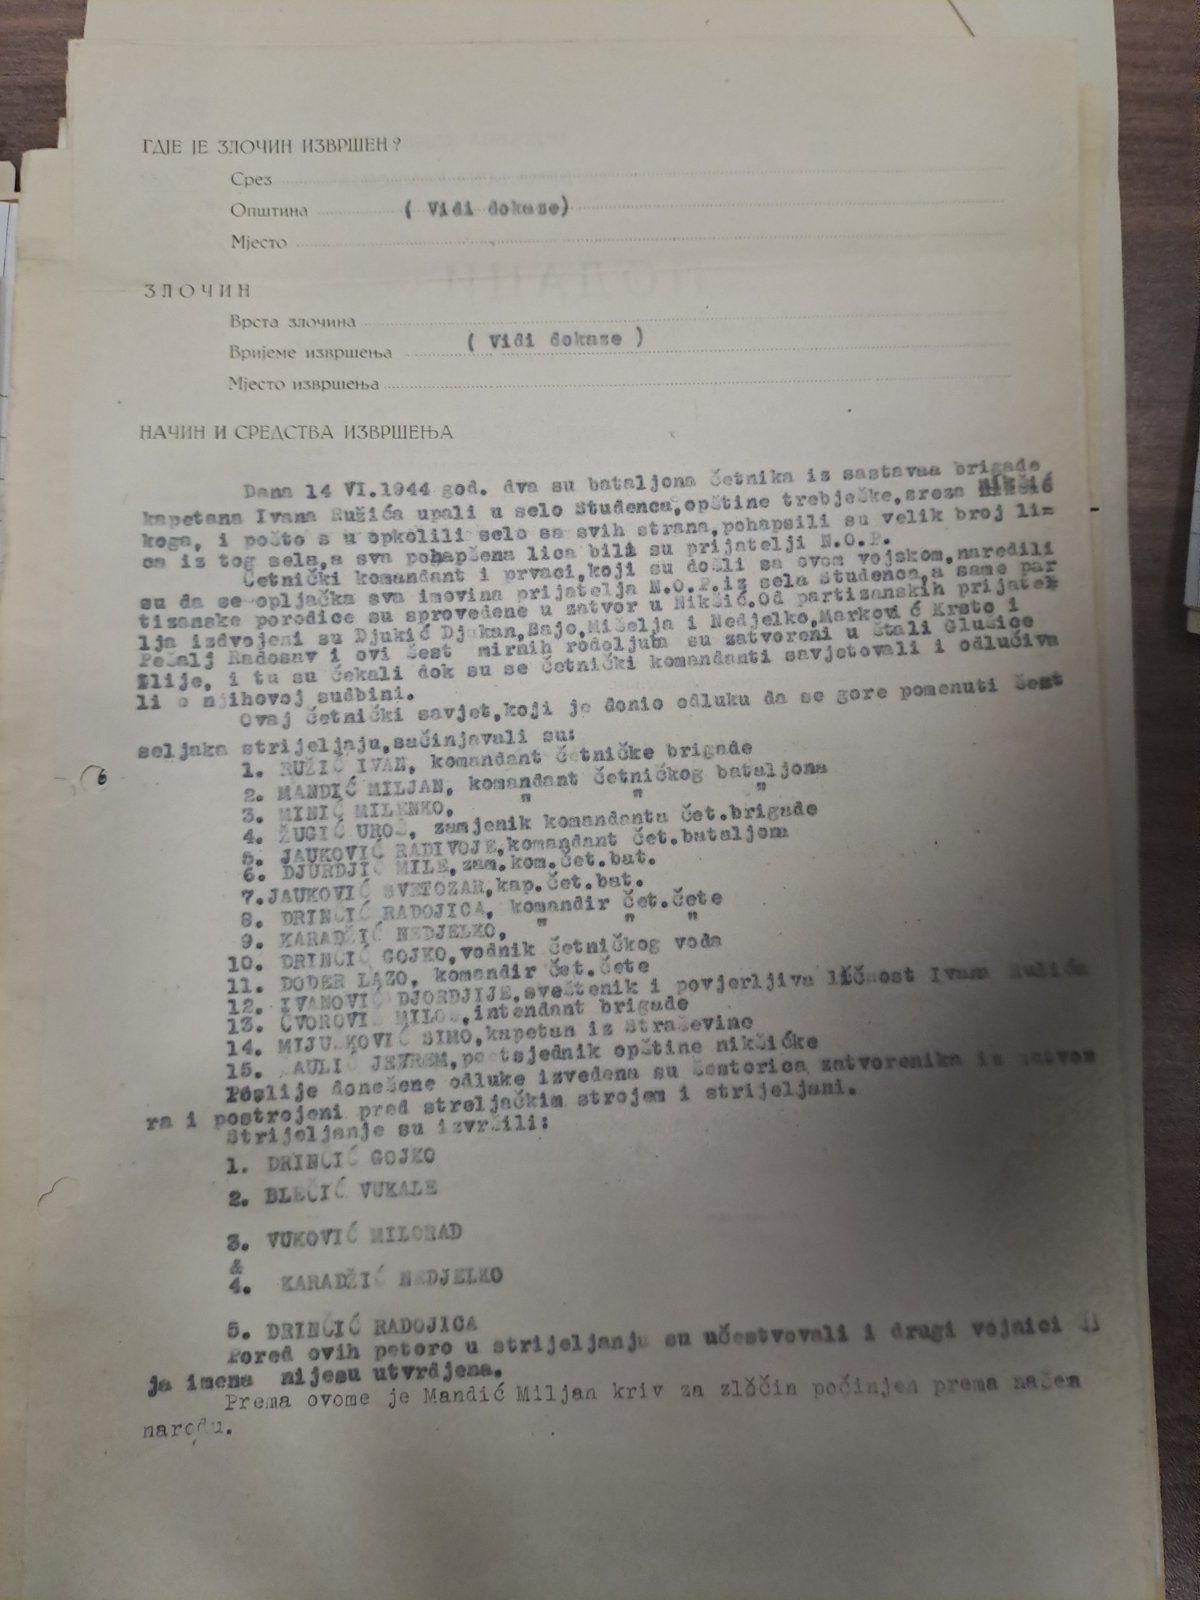 ГДЈЕ ЈЕ ЗЛОЧИН ИЗВРШЕН?
Срез
Општина ( Vidi dokaze)
Мјесто
ЗЛОЧИН
Врста злочина
( Vidi dokaze )
Вријеме извршења
Мјесто извршења
НАЧИН И СРЕДСТВА ИЗВРШЕЊА
Dana 14 VI.1944 god. dva su bataljona četnika iz sastavaa brigade
kapetana Ivana Ružića upali u selo Studenca,opštine trebješke,sreza Nikšić
koga, i pošto s u opkolili selo sa svih strana,pohapsili su velik broj li=
ca iz tog sela,a sva pohapšena lica bila su prijatelji N.O.P.
Četnički komandant i prvaci,koji su došli sa ovom vojskom,naredili
su da se opljačka sva imovina prijatelja N.O.P.iz sela Studenca,a same par
tizanske porodice su sprovedene u zatvor u Nikšić.Od partizanskih prijate=
lja izdvojeni su Djukić Djukan,Bajo,Mišelja i Nedjelko,Markovi ć Krsto i
Pešalj Radosav i ovi šest mirnih rodoljuba su zatvoreni u štali Glušice
Ilije, i tu su čekali dok su se četnički komandanti savjetovali i odlučiva
li o njihovoj sudbini.
Ovaj četnički savjet,koji je donio odluku da se gore pomenuti šest
seljaka strijeljaju,sačinjavali su:
1. RUŽIĆ IVAN, komandant četničke brigade
2. MANDIĆ MILJAN, komandant četničkog bataljona
3. MINIĆ MILENKO, " " "
4. ŽUGIĆ UROŠ, zamjenik komandanta čet.brigade
5. JAUKOVIĆ RADIVOJE,komandant čet.bataljona
6. DJURDJIĆ MILE,zam.kom.čet.bat.
7.JAUKOVIĆ SVETOZAR,kap.čet.bat.
8. DRINČIĆ RADOJICA, komandir čet.čete
9. KARADŽIĆ NEDJELKO, " " "
10. DRINČIĆ GOJKO,vodnik četničkog voda
11. DODER LAZO, komandir čet.čete
12. IVANOVIĆ DJORDJIJE,sveštenik i povjerljiva ličnost Ivana
13. ČVOROVIĆ MILOŠ,intendant brigade
14. SIMO,kapetan iz Straševine
15. JEVREM, opštine nikšićke
Poslije donešene odluke izvedena su šestorica zatvorenika iz zatvo=
ra i postrojeni pred streljačkim strojem i strijeljani.
Strijeljanje su izvršili:
1. DRINČIĆ GOJKO
2. BLEČIĆ VUKALE
3. VUKOVIĆ MILORAD
&
4. KARADŽIĆ NEDJELKO
5. DRINČIĆ RADOJICA
Pored ovih petoro u strijeljanju su učestvovali i drugi vojnici či
ja imena nijesu utvrdjena.
Prema ovome je Mandić Miljan kriv za zlöčin počinjen prema našem
narodu.
6